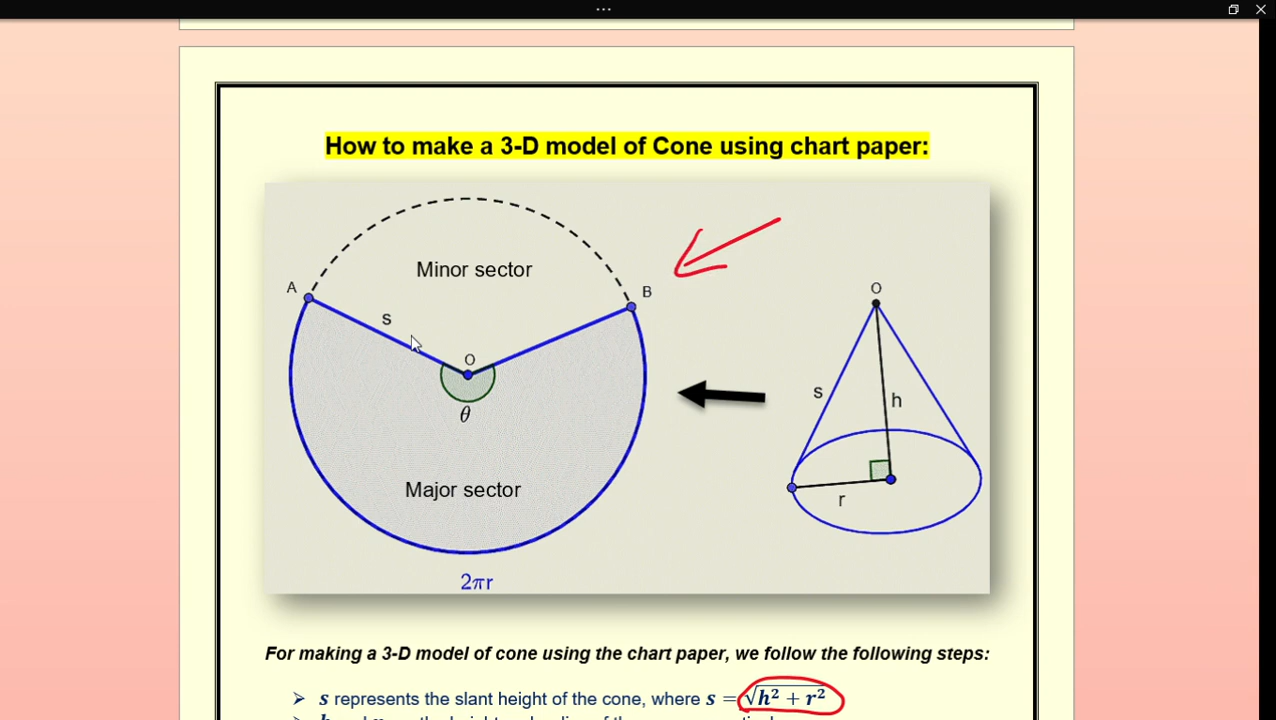 How to make a 3-D model of Cone using chart paper:
Minor sector
A
B
s
O
θ
Major sector
2πr
O
s
h
r
For making a 3-D model of cone using the chart paper, we follow the following steps:
➢ s represents the slant height of the cone, where s = √h² + r²